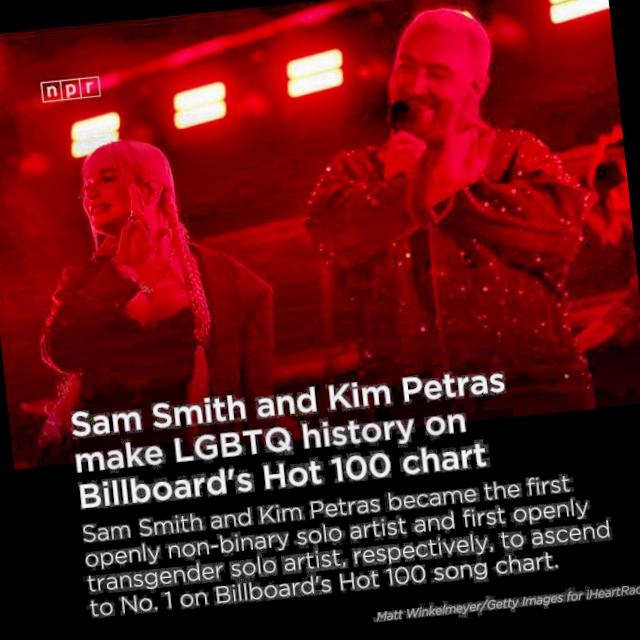 npr
Sam Smith and Kim Petras
make LGBTQ history on
Billboard's Hot 100 chart
Sam Smith and Kim Petras became the first
openly non-binary solo artist and first openly
transgender solo artist, respectively, to ascend
to No. 1 on Billboard's Hot 100 song chart.
Matt Winkelmeyer/Getty Images for iHeartRad